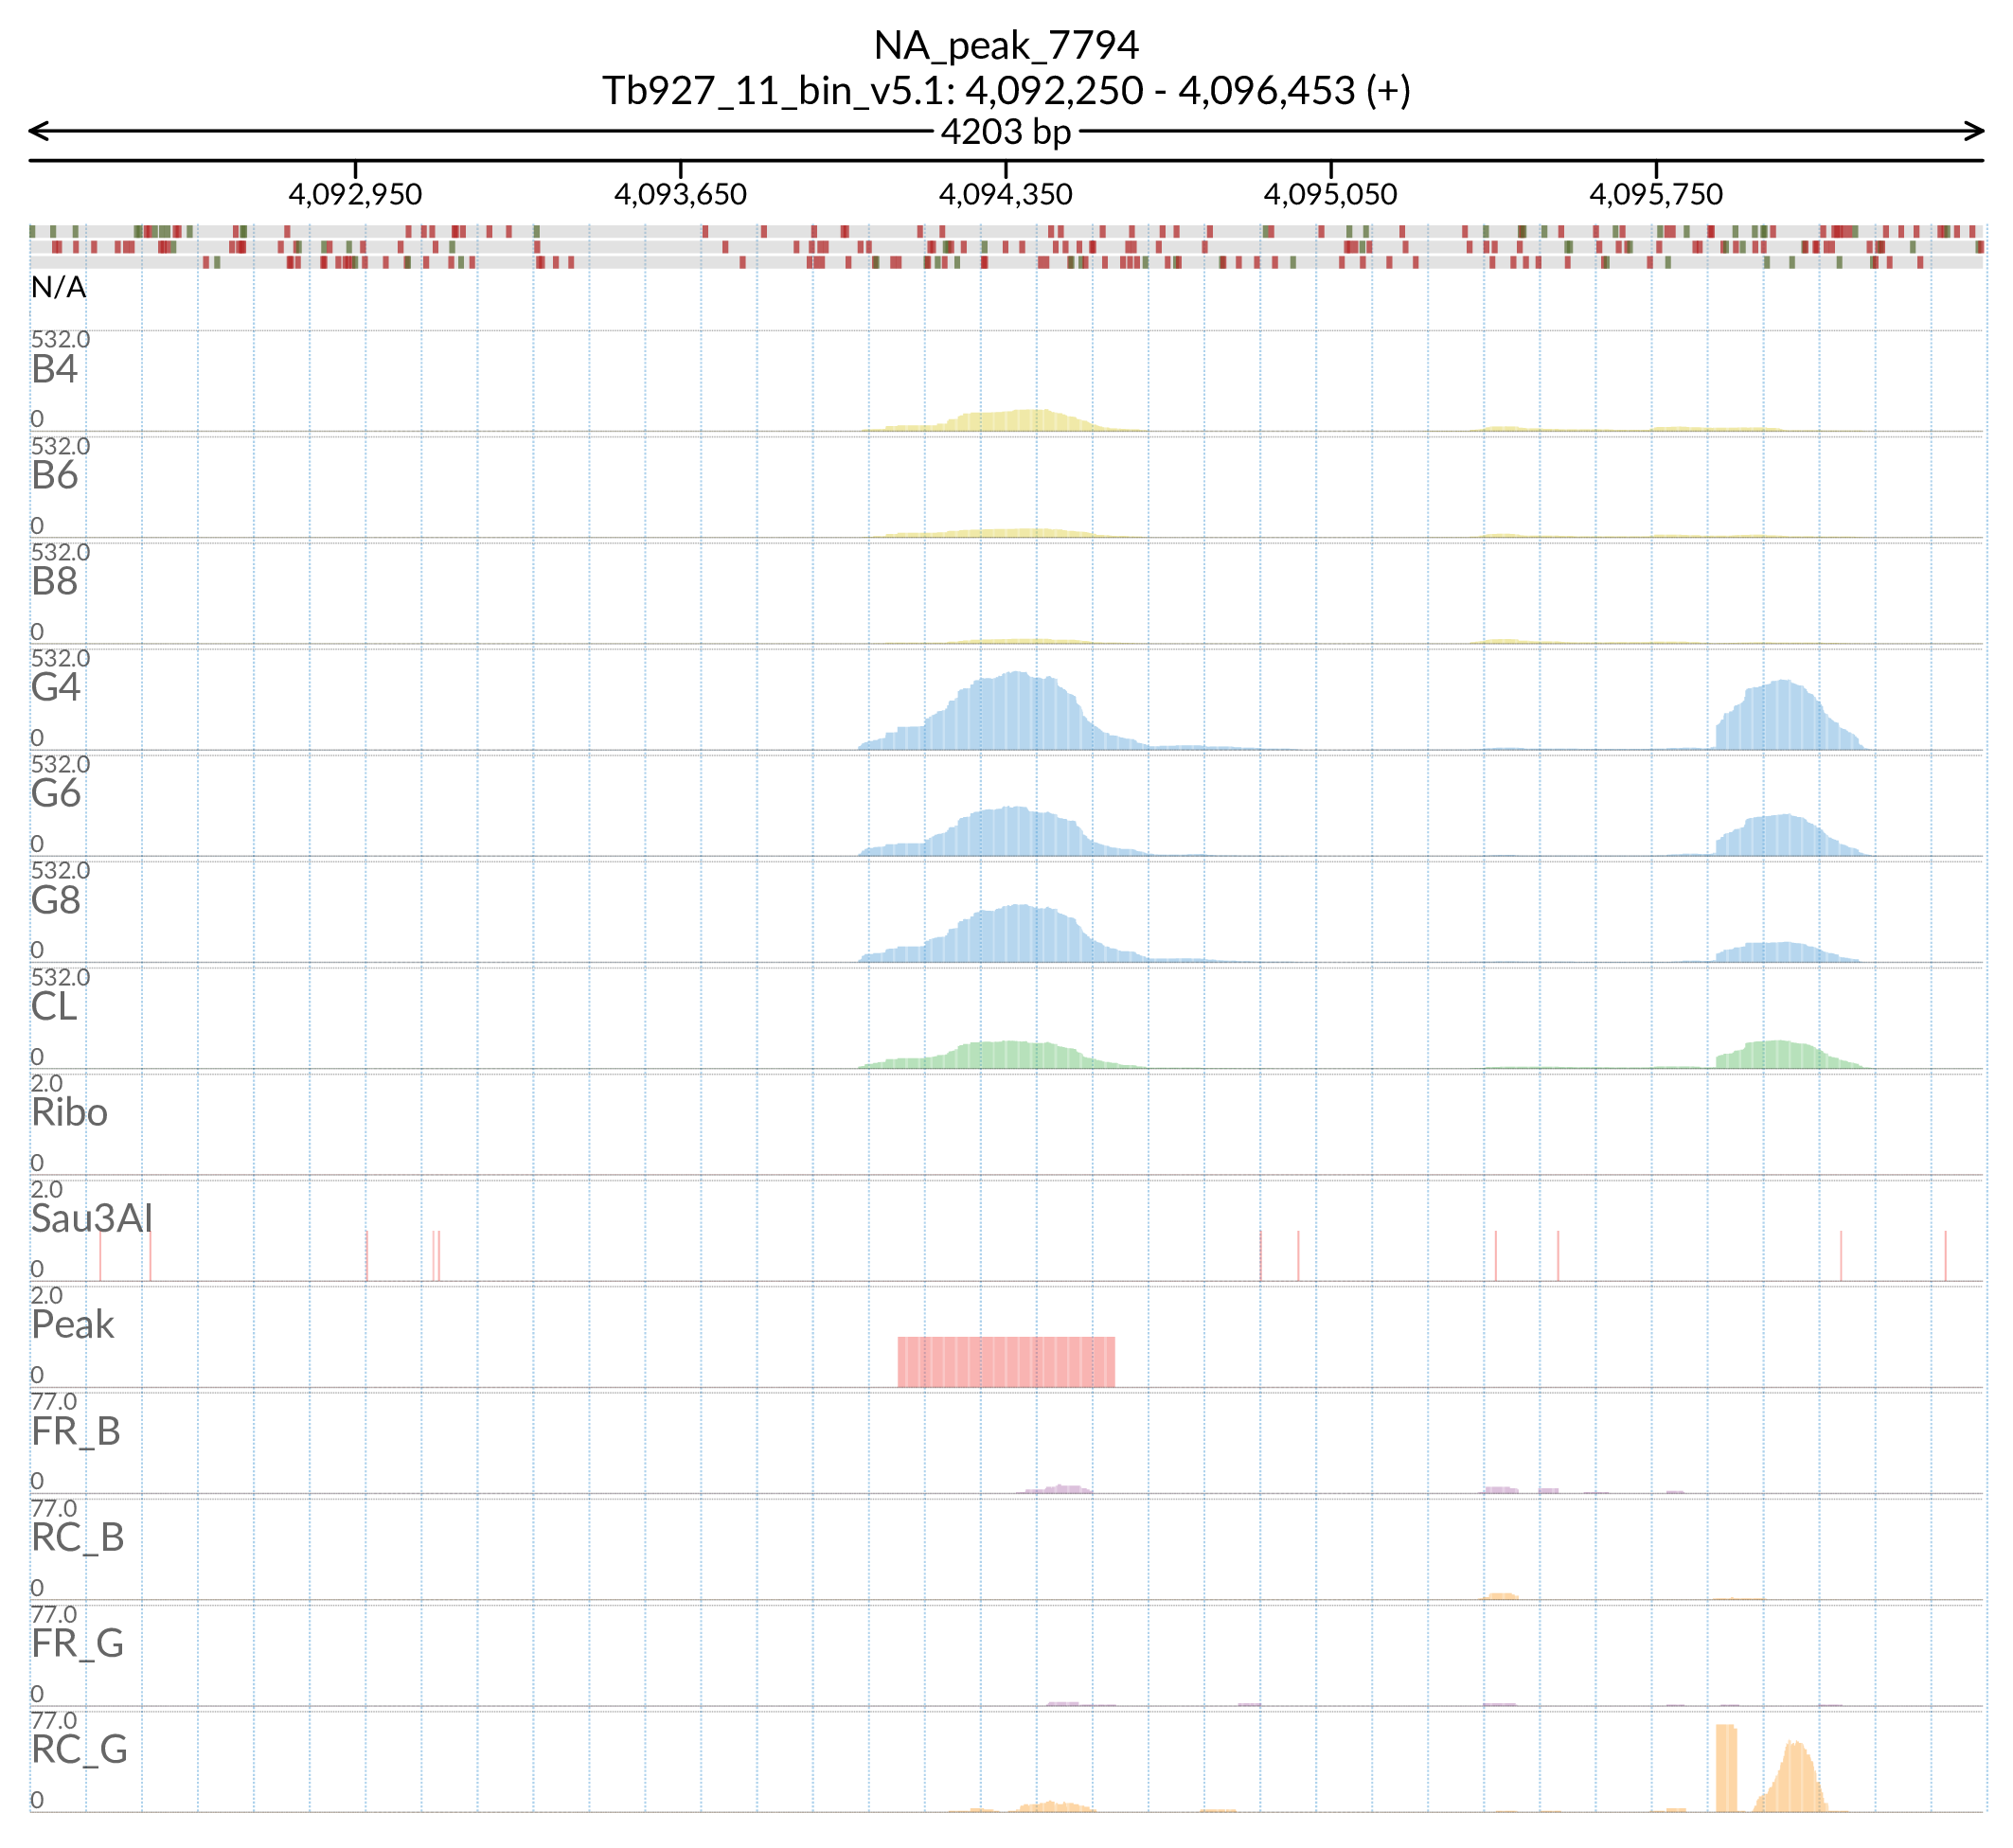 NA_peak_7794
Tb927_11_bin_v5.1: 4,092,250 - 4,096,453 (+)
4203 bp
4,092,950 4,093,650 4,094,350 4,095,050 4,095,750
N/A
532.0
B4
0
532.0
B6
0
532.0
B8
0
532.0
G4
0
532.0
G6
0
532.0
G8
0
532.0
CL
0
2.0
Ribo
0
2.0
Sau3AI
0
2.0
Peak
0
77.0
FR_B
0
77.0
RC_B
0
77.0
FR_G
0
77.0
RC_G
0